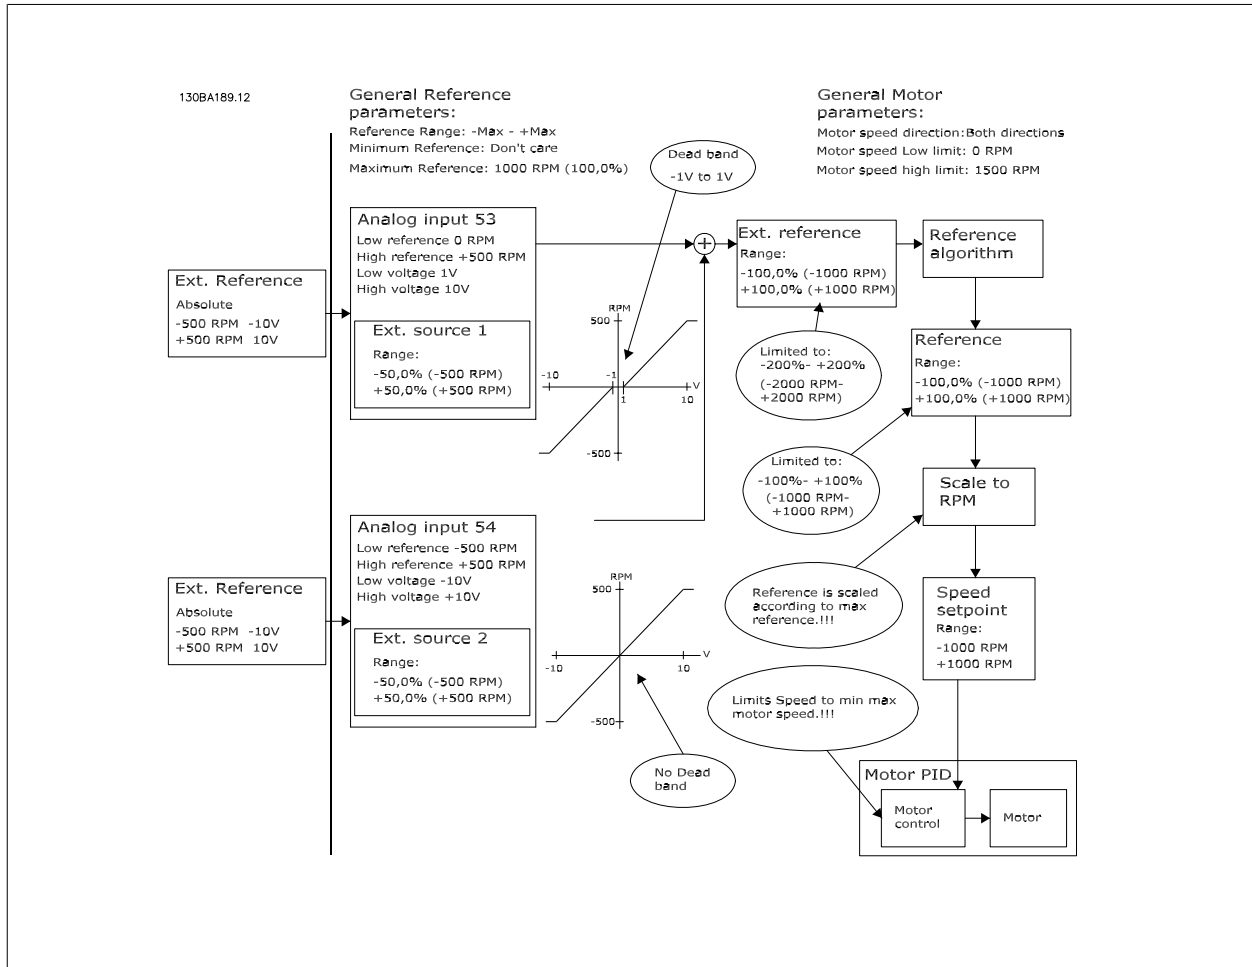 130BA189.12
General Reference
parameters:
Reference Range: -Max - +Max
Minimum Reference: Don't care
Maximum Reference: 1000 RPM (100,0%)
General Motor
parameters:
Motor speed direction:Both directions
Motor speed Low limit: 0 RPM
Motor speed high limit: 1500 RPM
Dead band
-1V to 1V
Ext. Reference
Absolute
-500 RPM -10V
+500 RPM 10V
Analog input 53
Low reference 0 RPM
High reference +500 RPM
Low voltage 1V
High voltage 10V
Ext. source 1
Range:
-50,0% (-500 RPM)
+50,0% (+500 RPM)
RPM
500
-10
-1
V
1
10
-500
Ext. reference
Range:
-100,0% (-1000 RPM)
+100,0% (+1000 RPM)
Reference
algorithm
Limited to:
-200%- +200%
(-2000 RPM-
+2000 RPM)
Reference
Range:
-100,0% (-1000 RPM)
+100,0% (+1000 RPM)
Limited to:
-100%- +100%
(-1000 RPM-
+1000 RPM)
Scale to
RPM
Ext. Reference
Absolute
-500 RPM -10V
+500 RPM 10V
Analog input 54
Low reference -500 RPM
High reference +500 RPM
Low voltage -10V
High voltage +10V
Ext. source 2
Range:
-50,0% (-500 RPM)
+50,0% (+500 RPM)
RPM
500
V
-10
10
-500
No Dead
band
Reference is scaled
according to max
reference.!!!
Speed
setpoint
Range:
-1000 RPM
+1000 RPM
Limits Speed to min max
motor speed.!!!
Motor PID
Motor
control
Motor